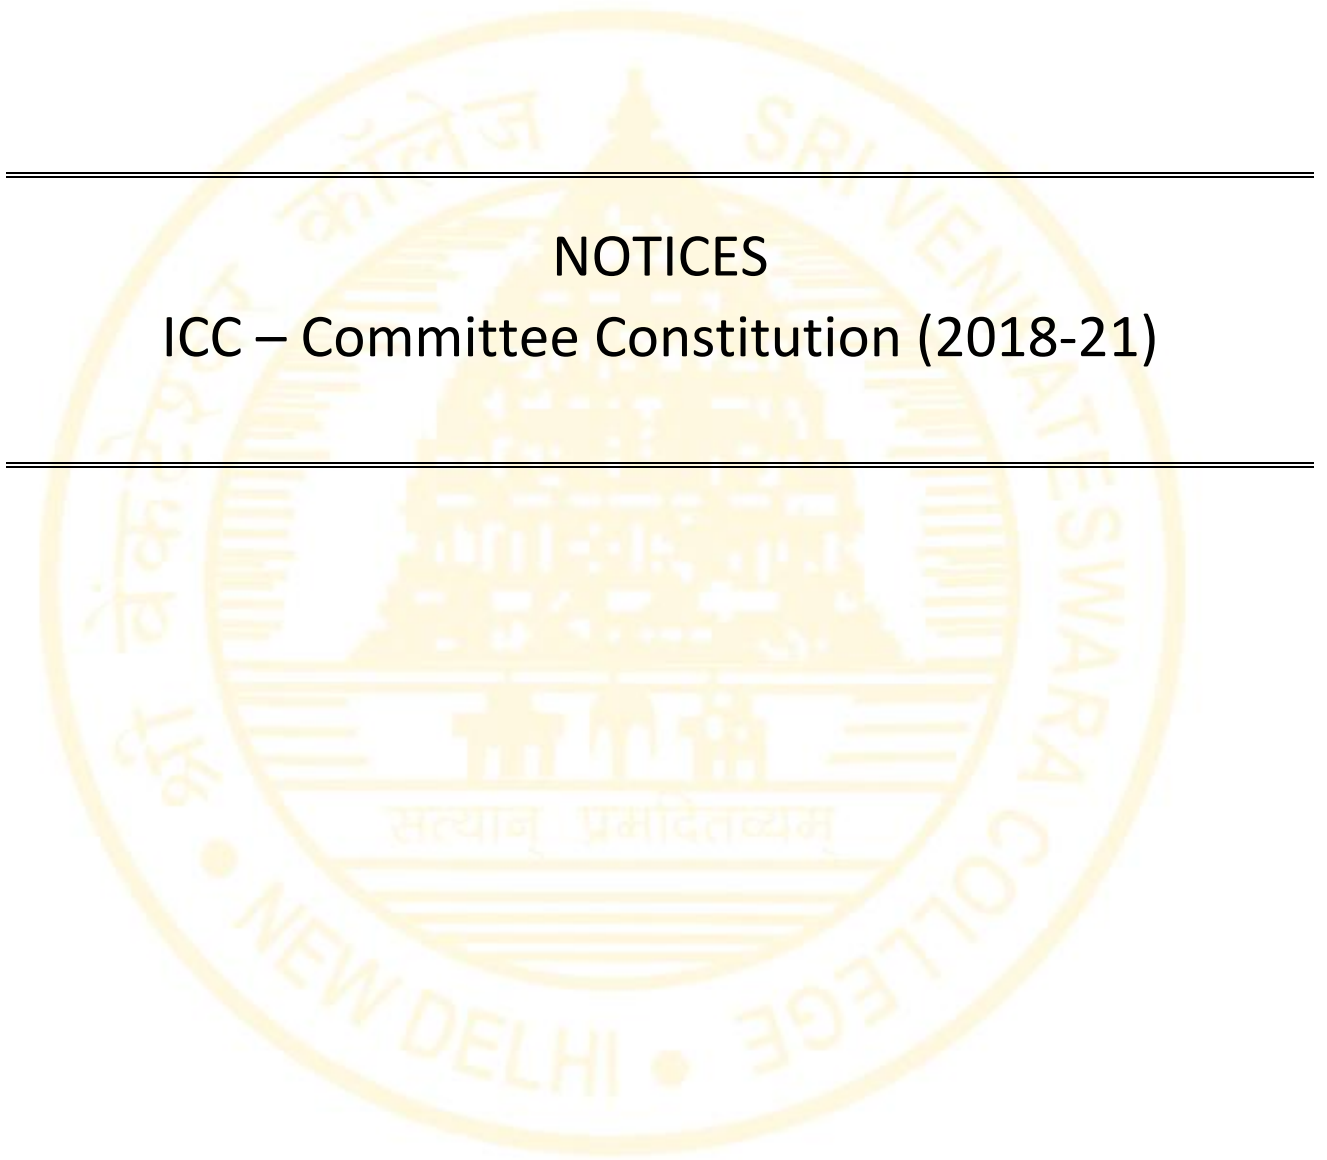 NOTICES
ICC – Committee Constitution (2018-21)
श्री वेंकटेश्वर कॉलेज
SRI VENKATESWARA COLLEGE
सत्यान् प्रमदितव्यम्
• NEW DELHI •